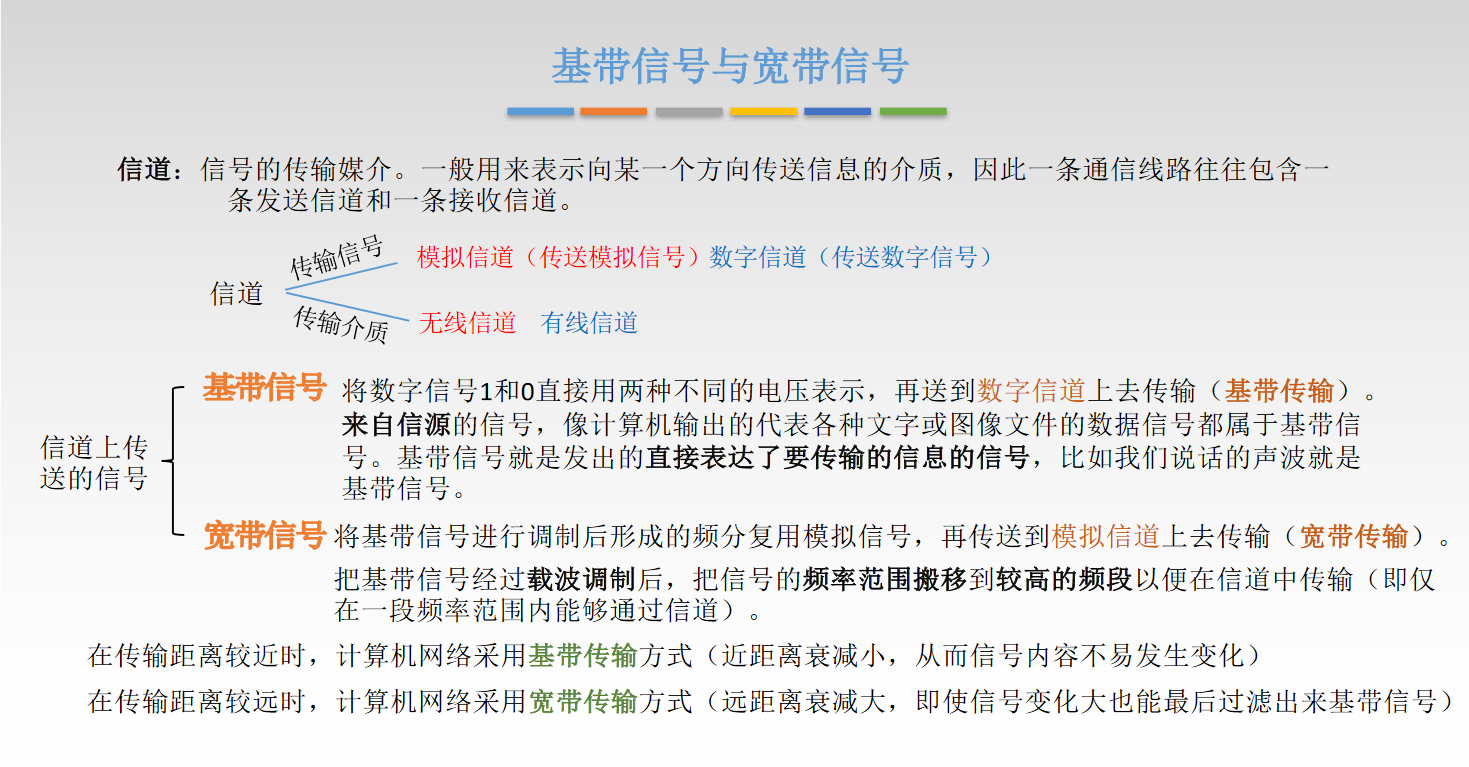 基带信号与宽带信号
信道：信号的传输媒介。一般用来表示向某一个方向传送信息的介质，因此一条通信线路往往包含一
条发送信道和一条接收信道。
传输信号
模拟信道（传送模拟信号）数字信道（传送数字信号）
信道
传输介质
无线信道 有线信道
基带信号 将数字信号1和0直接用两种不同的电压表示，再送到数字信道上去传输（基带传输）。
来自信源的信号，像计算机输出的代表各种文字或图像文件的数据信号都属于基带信
号。基带信号就是发出的直接表达了要传输的信息的信号，比如我们说话的声波就是
基带信号。
信道上传
送的信号
宽带信号 将基带信号进行调制后形成的频分复用模拟信号，再传送到模拟信道上去传输（宽带传输）。
把基带信号经过载波调制后，把信号的频率范围搬移到较高的频段以便在信道中传输（即仅
在一段频率范围内能够通过信道）。
在传输距离较近时，计算机网络采用基带传输方式（近距离衰减小，从而信号内容不易发生变化）
在传输距离较远时，计算机网络采用宽带传输方式（远距离衰减大，即使信号变化大也能最后过滤出来基带信号）